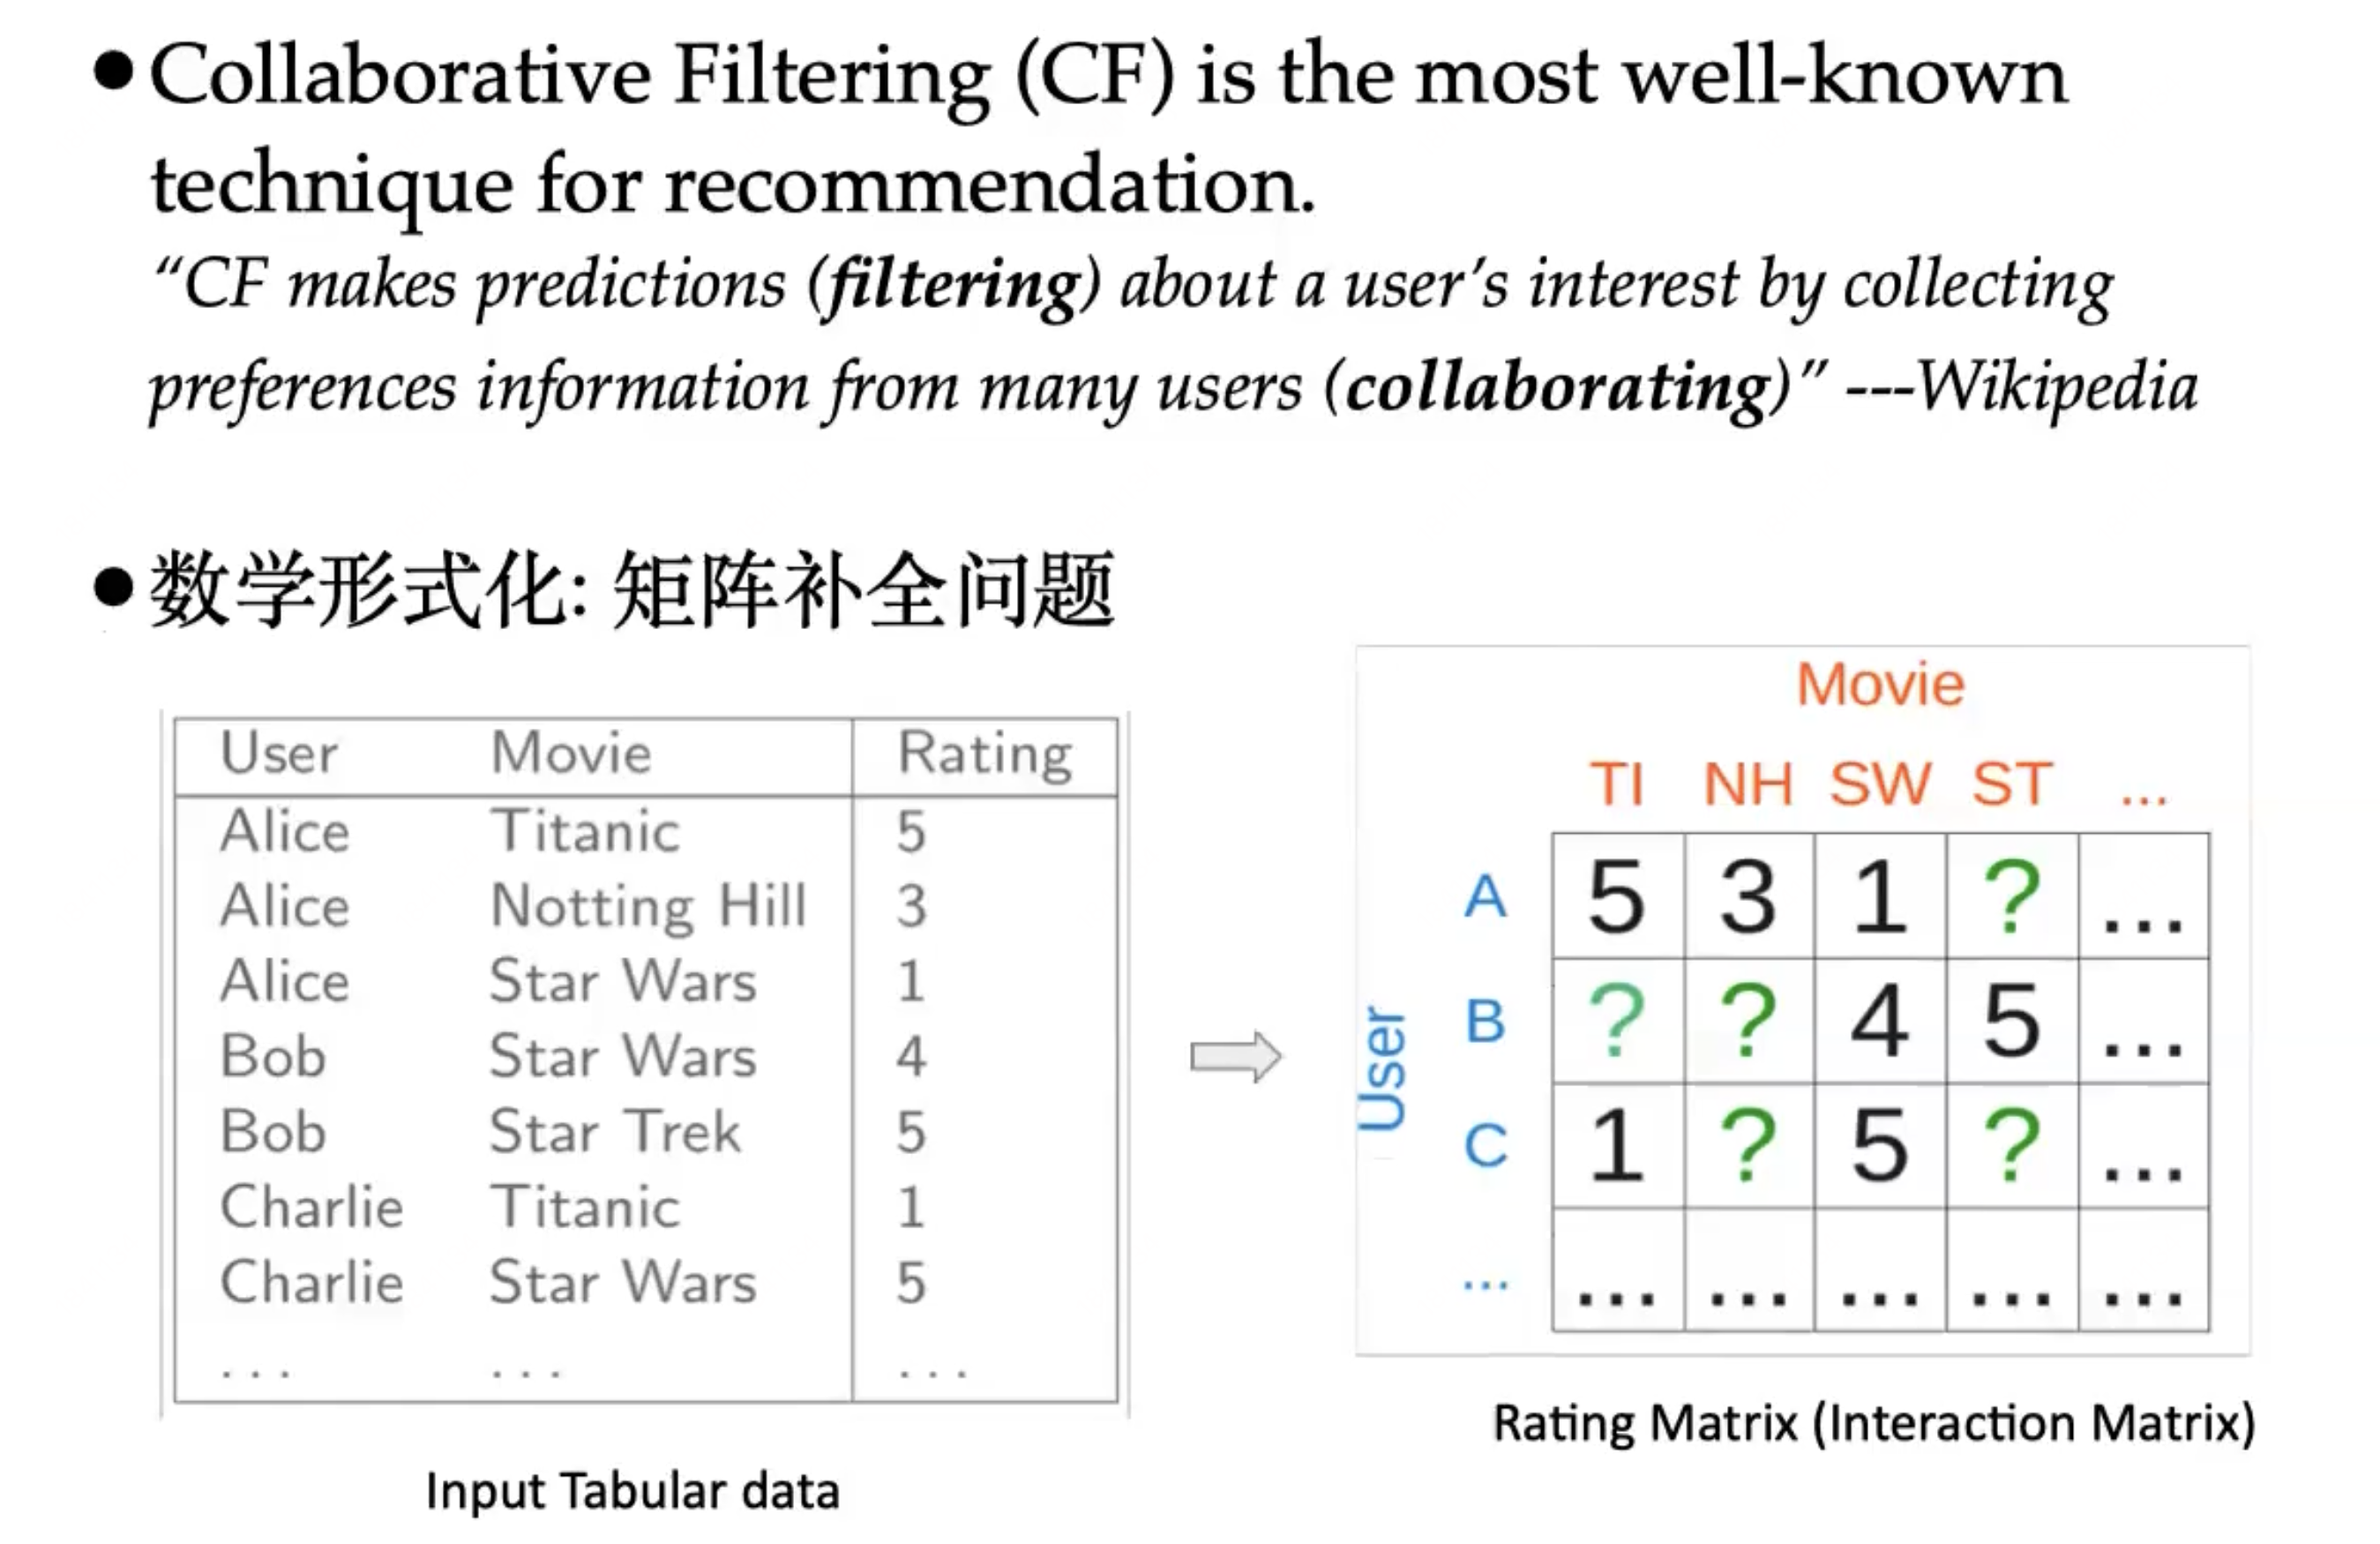 ● Collaborative Filtering (CF) is the most well-known
technique for recommendation.
“CF makes predictions (filtering) about a user’s interest by collecting
preferences information from many users (collaborating)” ---Wikipedia
● 数学形式化: 矩阵补全问题
User Movie Rating
Alice Titanic 5
Alice Notting Hill 3
Alice Star Wars 1
Bob Star Wars 4
Bob Star Trek 5
Charlie Titanic 1
Charlie Star Wars 5
... ... ...
Input Tabular data
Movie
TI NH SW ST ...
User
A 5 3 1 ? ...
B ? ? 4 5 ...
C 1 ? 5 ? ...
... ... ... ... ... ...
Rating Matrix (Interaction Matrix)